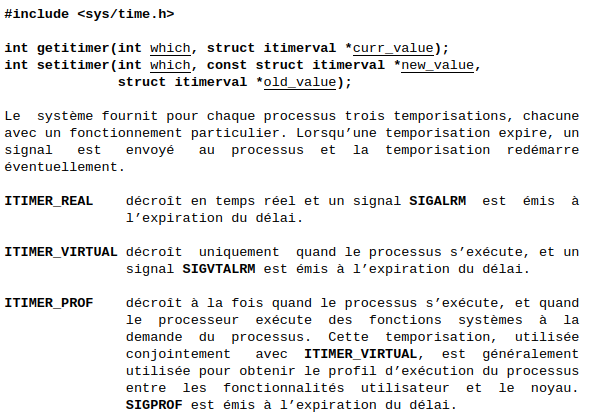 #include <sys/time.h>
int getitimer(int which, struct itimerval *curr_value);
int setitimer(int which, const struct itimerval *new_value,
struct itimerval *old_value);
Le système fournit pour chaque processus trois temporisations, chacune
avec un fonctionnement particulier. Lorsqu’une temporisation expire, un
signal est envoyé au processus et la temporisation redémarre
éventuellement.
ITIMER_REAL décroît en temps réel et un signal SIGALRM est émis à
l’expiration du délai.
ITIMER_VIRTUAL décroît uniquement quand le processus s’exécute, et un
signal SIGVTALRM est émis à l’expiration du délai.
ITIMER_PROF décroît à la fois quand le processus s’exécute, et quand
le processeur exécute des fonctions systèmes à la
demande du processus. Cette temporisation, utilisée
conjointement avec ITIMER_VIRTUAL, est généralement
utilisée pour obtenir le profil d’exécution du processus
entre les fonctionnalités utilisateur et le noyau.
SIGPROF est émis à l’expiration du délai.